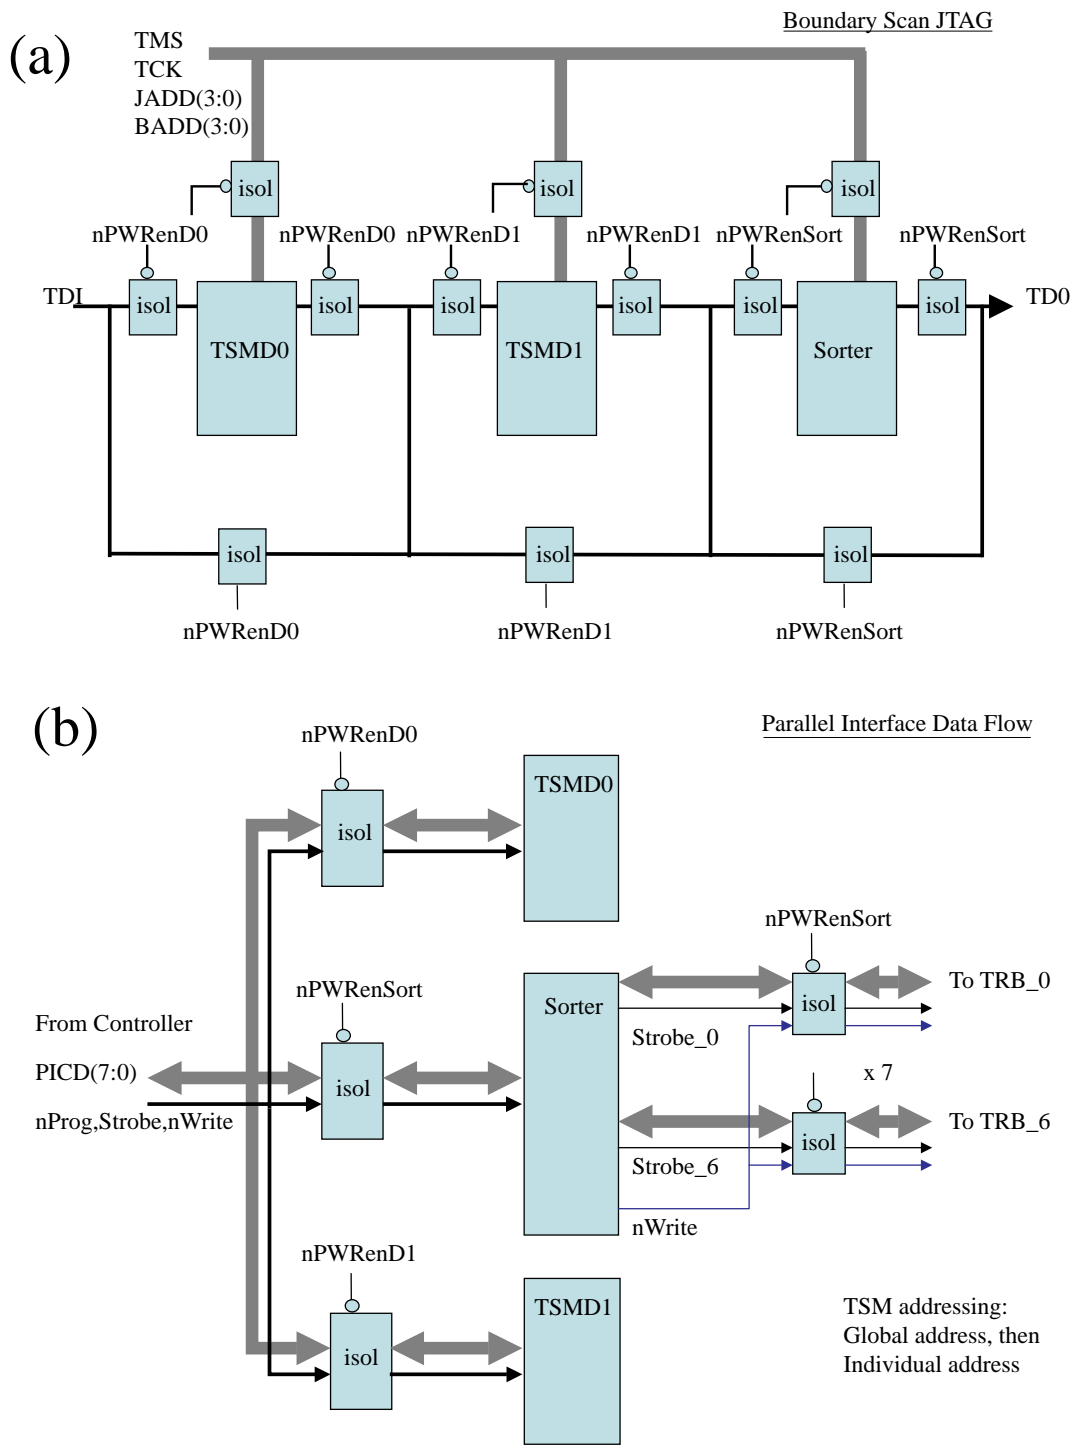 Boundary Scan JTAG
(a)
TMS
TCK
JADD(3:0)
BADD(3:0)
isol
isol
isol
nPWRenD0
nPWRenD0
nPWRenD1
nPWRenD1
nPWRenSort
nPWRenSort
TDI
isol
isol
isol
isol
isol
isol
TD0
TSMD0
TSMD1
Sorter
isol
isol
isol
nPWRenD0
nPWRenD1
nPWRenSort
(b)
Parallel Interface Data Flow
nPWRenD0
TSMD0
isol
nPWRenSort
nPWRenSort
To TRB_0
Sorter
isol
From Controller
Strobe_0
PICD(7:0)
isol
x 7
nProg,Strobe,nWrite
To TRB_6
isol
Strobe_6
nWrite
nPWRenD1
TSMD1
isol
TSM addressing:
Global address, then
Individual address